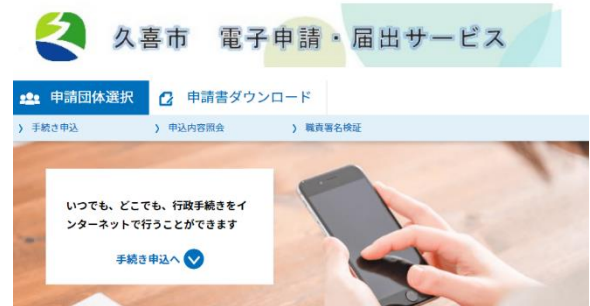 久喜市 電子申請・届出サービス
申請団体選択 申請書ダウンロード
手続き申込 申込内容照会 職責署名検証
いつでも、どこでも、行政手続きをイ
ンターネットで行うことができます
手続き申込へ